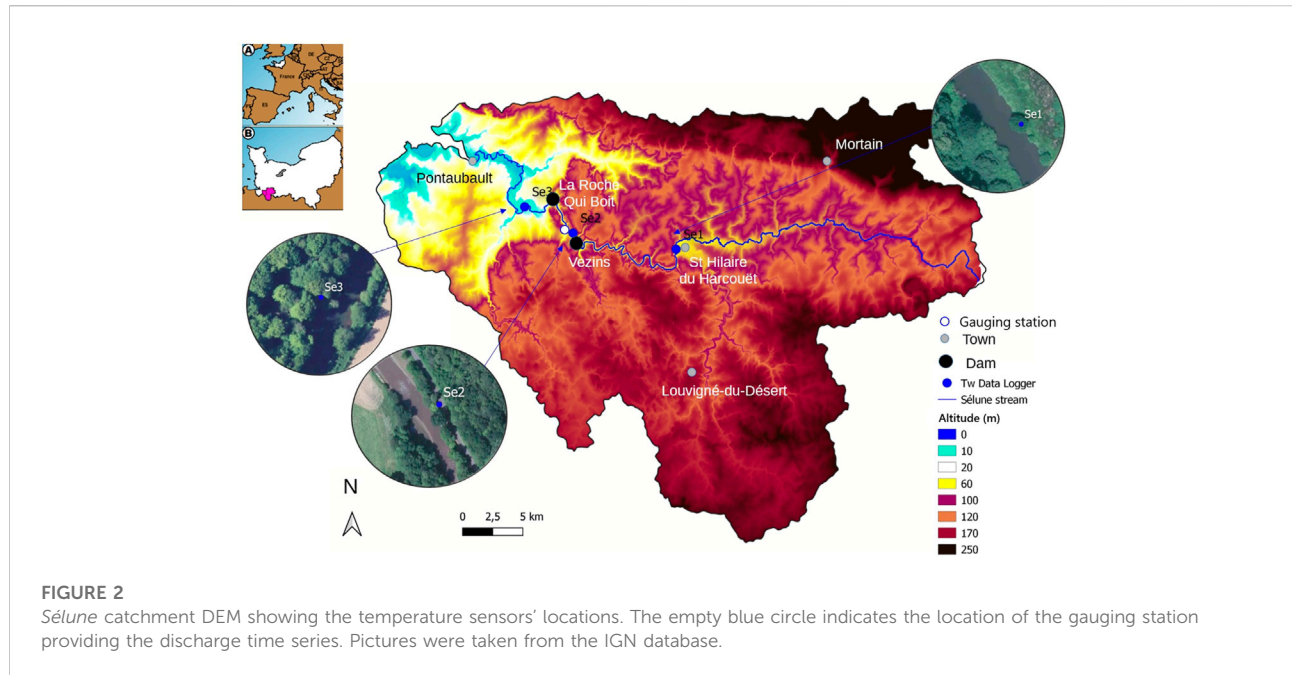 A
France
DE
ES
B
Se1
Mortain
Pontaubault
Se3
La Roche
Qui Boit
Se2
Vezins
Se1
St Hilaire
du Harcouët
Se3
Se2
Louvigné-du-Désert
Gauging station
Town
Dam
Tw Data Logger
Sélune stream
Altitude (m)
0
10
20
60
100
120
170
250
N
0 2,5 5 km
FIGURE 2
Sélune catchment DEM showing the temperature sensors' locations. The empty blue circle indicates the location of the gauging station
providing the discharge time series. Pictures were taken from the IGN database.